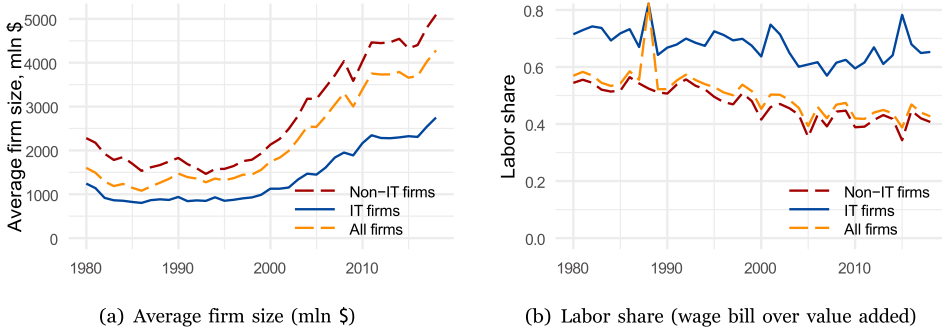 Average firm size, mln $
5000
4000
3000
2000
1000
0
1980
1990
2000
2010
Non−IT firms
IT firms
All firms
(a) Average firm size (mln $)
Labor share
0.8
0.6
0.4
0.2
0.0
1980
1990
2000
2010
Non−IT firms
IT firms
All firms
(b) Labor share (wage bill over value added)